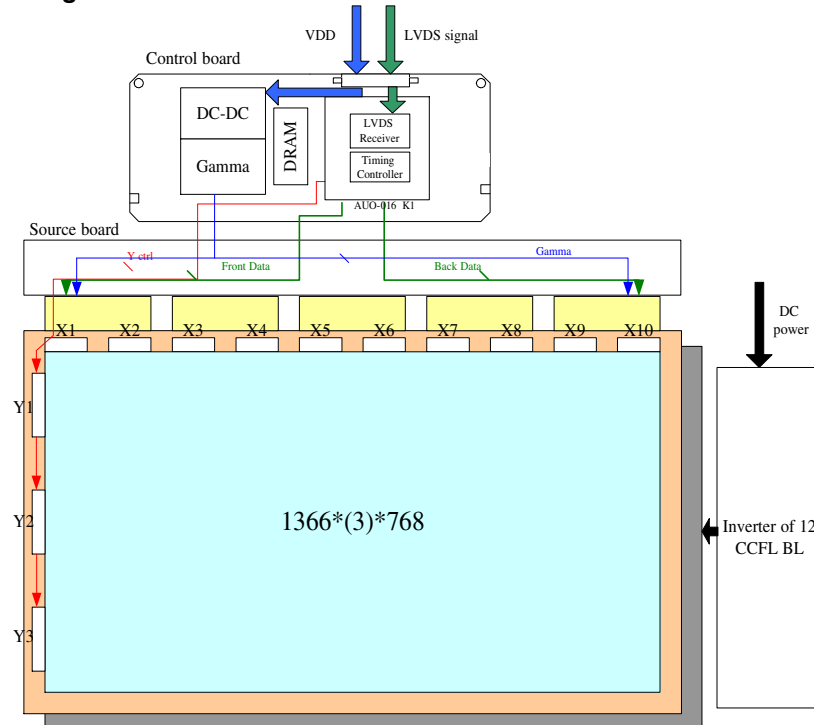 VDD
LVDS signal
Control board
DC-DC
Gamma
DRAM
LVDS
Receiver
Timing
Controller
AUO-016 K1
Source board
Y ctrl
Front Data
Back Data
Gamma
X1 X2 X3 X4 X5 X6 X7 X8 X9 X10
DC
power
Y1
Y2
Y3
1366*(3)*768
Inverter of 12
CCFL BL